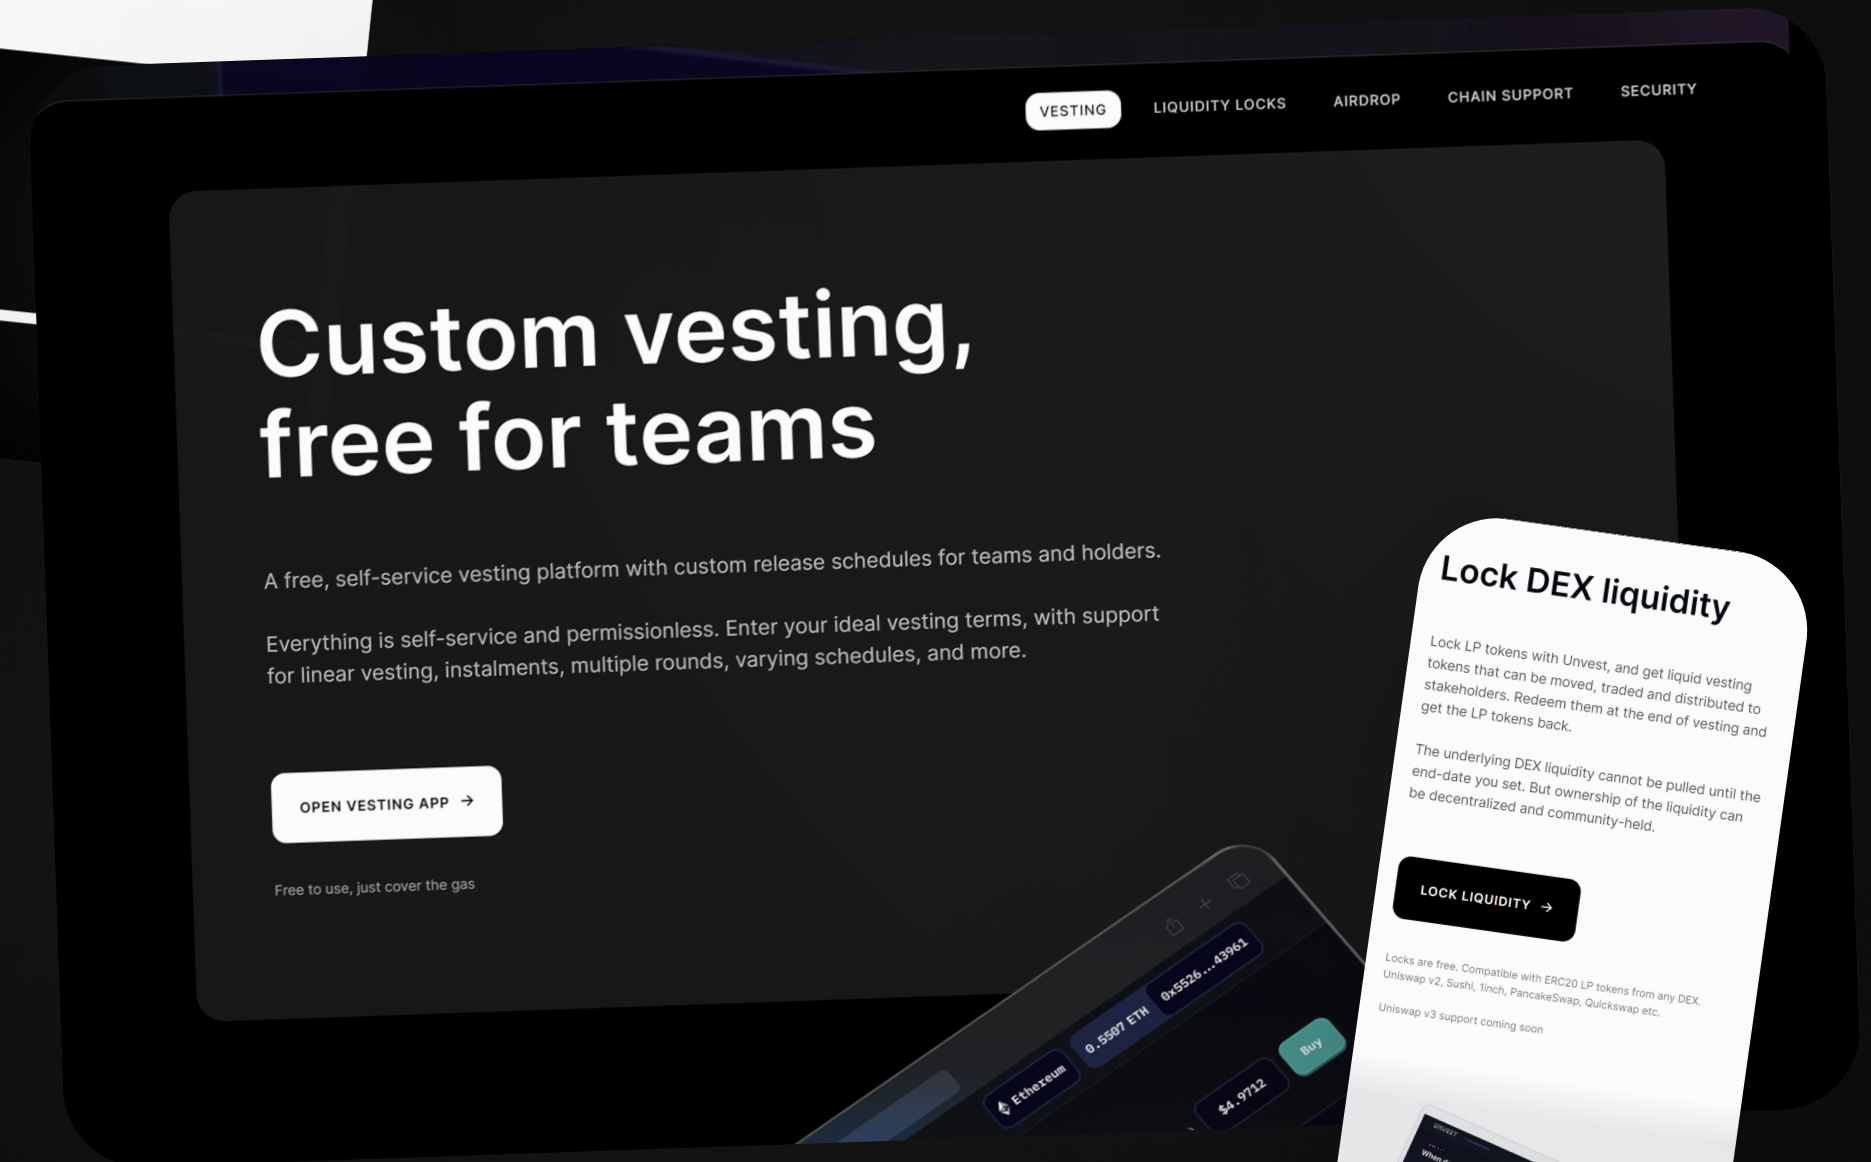 VESTING
LIQUIDITY LOCKS
AIRDROP
CHAIN SUPPORT
SECURITY
Custom vesting,
free for teams
A free, self-service vesting platform with custom release schedules for teams and holders.
Everything is self-service and permissionless. Enter your ideal vesting terms, with support
for linear vesting, instalments, multiple rounds, varying schedules, and more.
OPEN VESTING APP →
Free to use, just cover the gas
Ethereum
0.5507 ETH
0x5526...43961
$4.9712
Buy
Lock DEX liquidity
Lock LP tokens with Unvest, and get liquid vesting
tokens that can be moved, traded and distributed to
stakeholders. Redeem them at the end of vesting and
get the LP tokens back.
The underlying DEX liquidity cannot be pulled until the
end-date you set. But ownership of the liquidity can
be decentralized and community-held.
LOCK LIQUIDITY →
Locks are free. Compatible with ERC20 LP tokens from any DEX.
Uniswap v2, Sushi, 1inch, PancakeSwap, Quickswap etc.
Uniswap v3 support coming soon
UNVEST
When